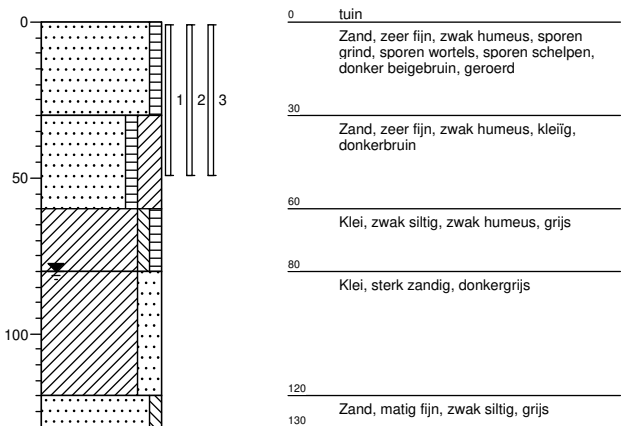 0
50
100
1 2 3
0 tuin
Zand, zeer fijn, zwak humeus, sporen
grind, sporen wortels, sporen schelpen,
donker beigebruin, geroerd
30
Zand, zeer fijn, zwak humeus, kleiïg,
donkerbruin
60
Klei, zwak siltig, zwak humeus, grijs
80
Klei, sterk zandig, donkergrijs
120
Zand, matig fijn, zwak siltig, grijs
130